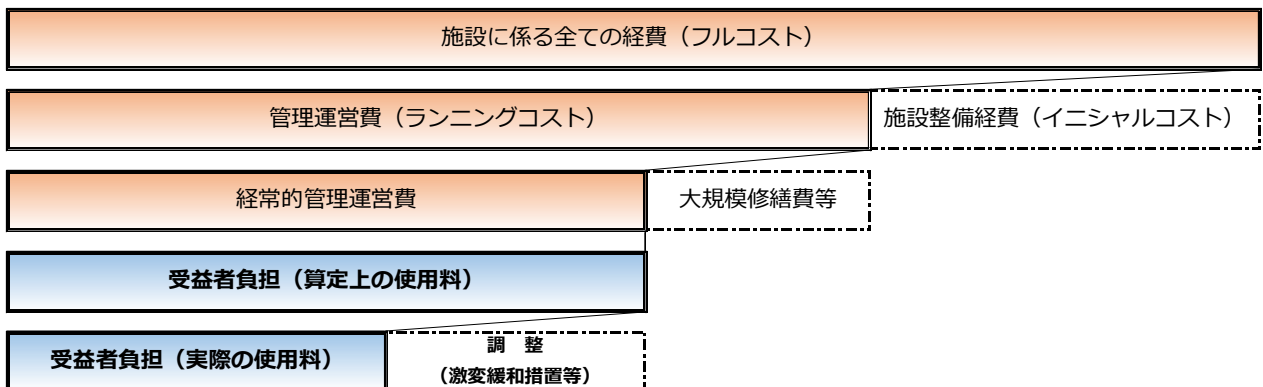 施設に係る全ての経費（フルコスト）
管理運営費（ランニングコスト）
施設整備経費（イニシャルコスト）
経常的管理運営費
大規模修繕費等
受益者負担（算定上の使用料）
受益者負担（実際の使用料）
調　整
（激変緩和措置等）